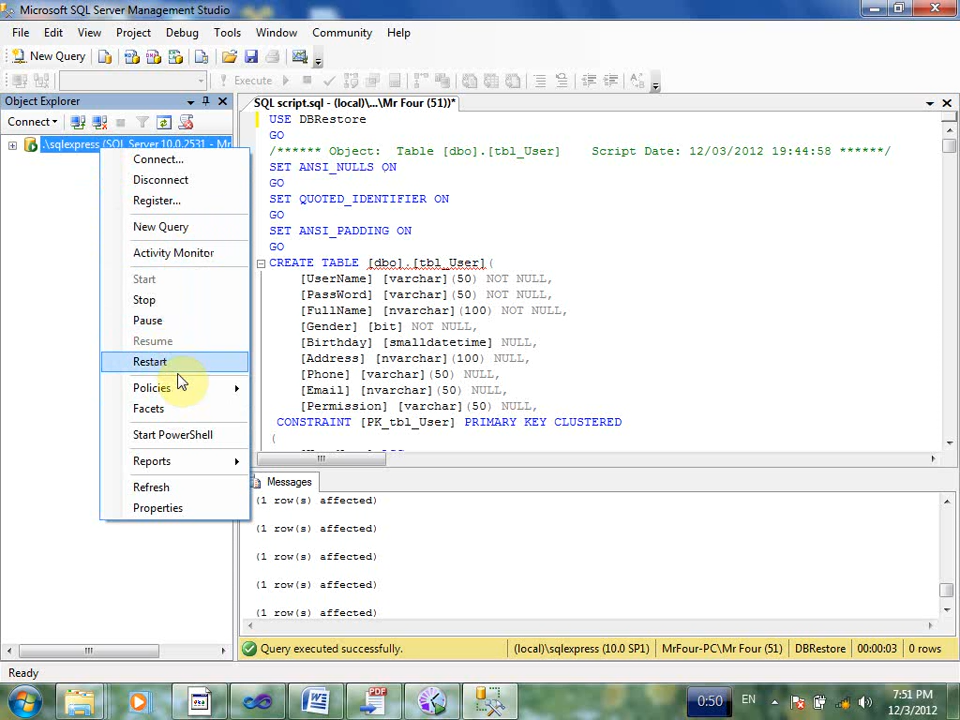 Microsoft SQL Server Management Studio
File Edit View Project Debug Tools Window Community Help
New Query
Execute
Object Explorer
Connect
.\sqlexpress (SQL Server 10.0.2531 - Mr
Connect...
Disconnect
Register...
New Query
Activity Monitor
Start
Stop
Pause
Resume
Restart
Policies
Facets
Start PowerShell
Reports
Refresh
Properties
SQL script.sql - (local)\...\Mr Four (51))*
USE DBRestore
GO
/****** Object: Table [dbo].[tbl_User] Script Date: 12/03/2012 19:44:58 ******/
SET ANSI_NULLS ON
GO
SET QUOTED_IDENTIFIER ON
GO
SET ANSI_PADDING ON
GO
CREATE TABLE [dbo].[tbl_User](
[UserName] [varchar](50) NOT NULL,
[PassWord] [varchar](50) NOT NULL,
[FullName] [nvarchar](100) NOT NULL,
[Gender] [bit] NOT NULL,
[Birthday] [smalldatetime] NULL,
[Address] [nvarchar](100) NULL,
[Phone] [varchar](50) NULL,
[Email] [nvarchar](50) NULL,
[Permission] [varchar](50) NULL,
CONSTRAINT [PK_tbl_User] PRIMARY KEY CLUSTERED
(
Messages
(1 row(s) affected)
(1 row(s) affected)
(1 row(s) affected)
(1 row(s) affected)
(1 row(s) affected)
Query executed successfully. (local)\sqlexpress (10.0 SP1) MrFour-PC\Mr Four (51) DBRestore 00:00:03 0 rows
Ready
0:50 EN 7:51 PM
12/3/2012